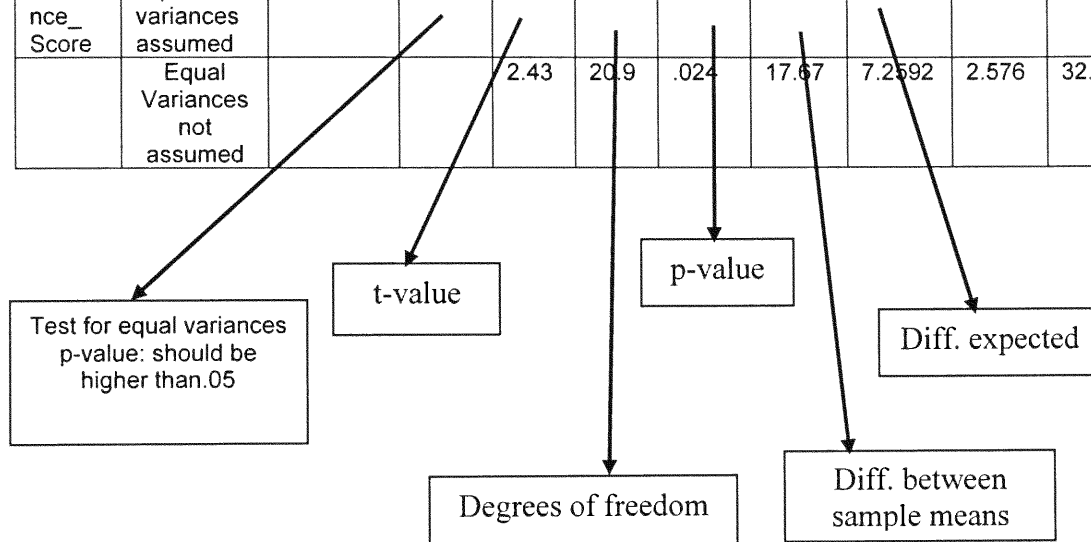 nce_ variances
Score assumed
Equal 2.43 20.9 .024 17.67 7.2592 2.576 32.
Variances
not
assumed
t-value
p-value
Test for equal variances
p-value: should be
higher than.05
Diff. expected
Degrees of freedom
Diff. between
sample means